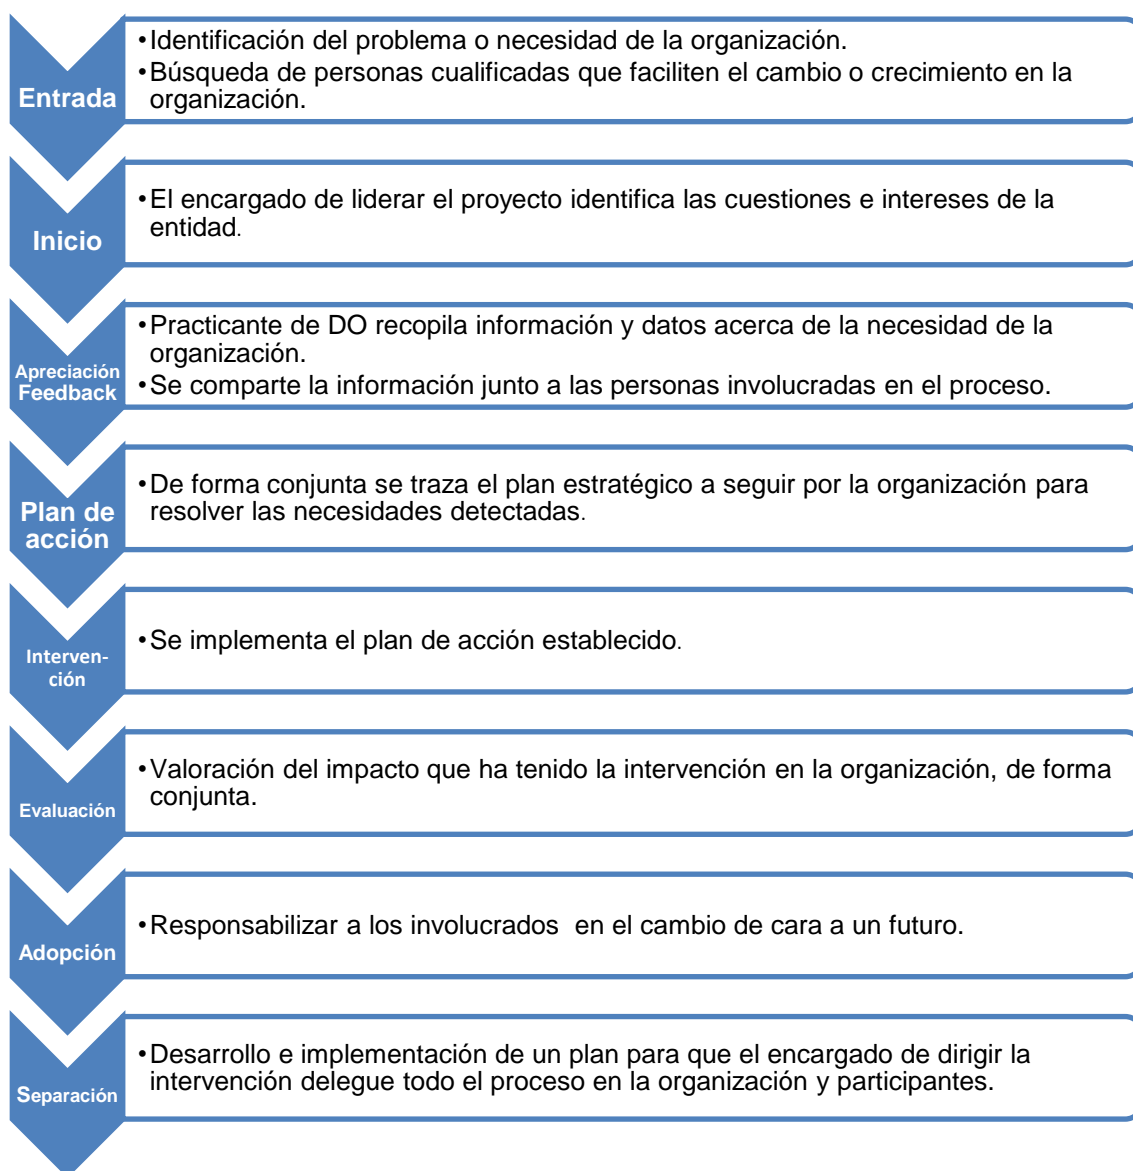 Entrada
•Identificación del problema o necesidad de la organización.
•Búsqueda de personas cualificadas que faciliten el cambio o crecimiento en la
organización.
Inicio
•El encargado de liderar el proyecto identifica las cuestiones e intereses de la
entidad.
Apreciación
Feedback
•Practicante de DO recopila información y datos acerca de la necesidad de la
organización.
•Se comparte la información junto a las personas involucradas en el proceso.
Plan de
acción
•De forma conjunta se traza el plan estratégico a seguir por la organización para
resolver las necesidades detectadas.
Interven-
ción
•Se implementa el plan de acción establecido.
Evaluación
•Valoración del impacto que ha tenido la intervención en la organización, de forma
conjunta.
Adopción
•Responsabilizar a los involucrados  en el cambio de cara a un futuro.
Separación
•Desarrollo e implementación de un plan para que el encargado de dirigir la
intervención delegue todo el proceso en la organización y participantes.